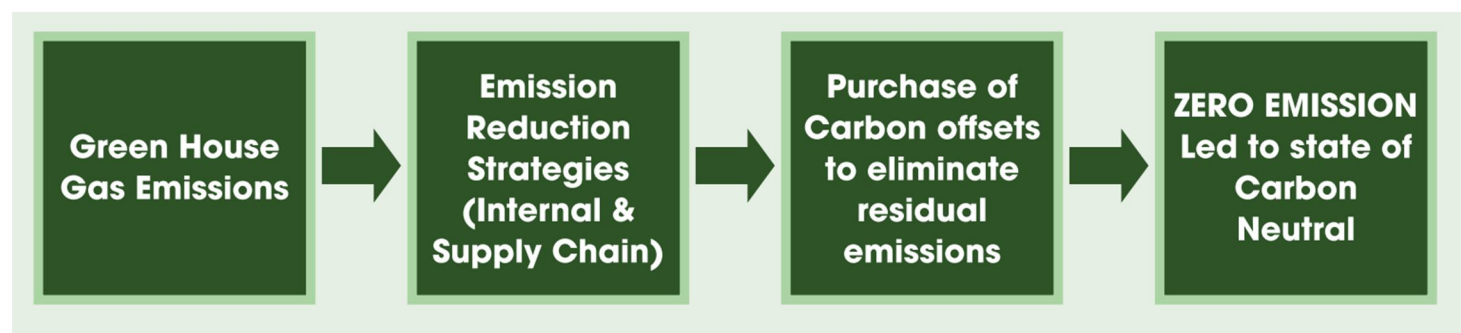 Green House
Gas Emissions
Emission
Reduction
Strategies
(Internal &
Supply Chain)
Purchase of
Carbon offsets
to eliminate
residual
emissions
ZERO EMISSION
Led to state of
Carbon
Neutral